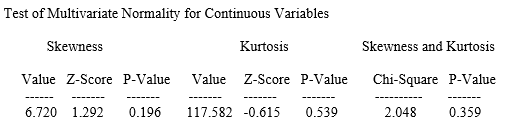 Test of Multivariate Normality for Continuous Variables
Skewness Kurtosis Skewness and Kurtosis
Value Z-Score P-Value Value Z-Score P-Value Chi-Square P-Value
------ ------- ------- ------- ------- ------- ---------- -------
6.720 1.292 0.196 117.582 -0.615 0.539 2.048 0.359